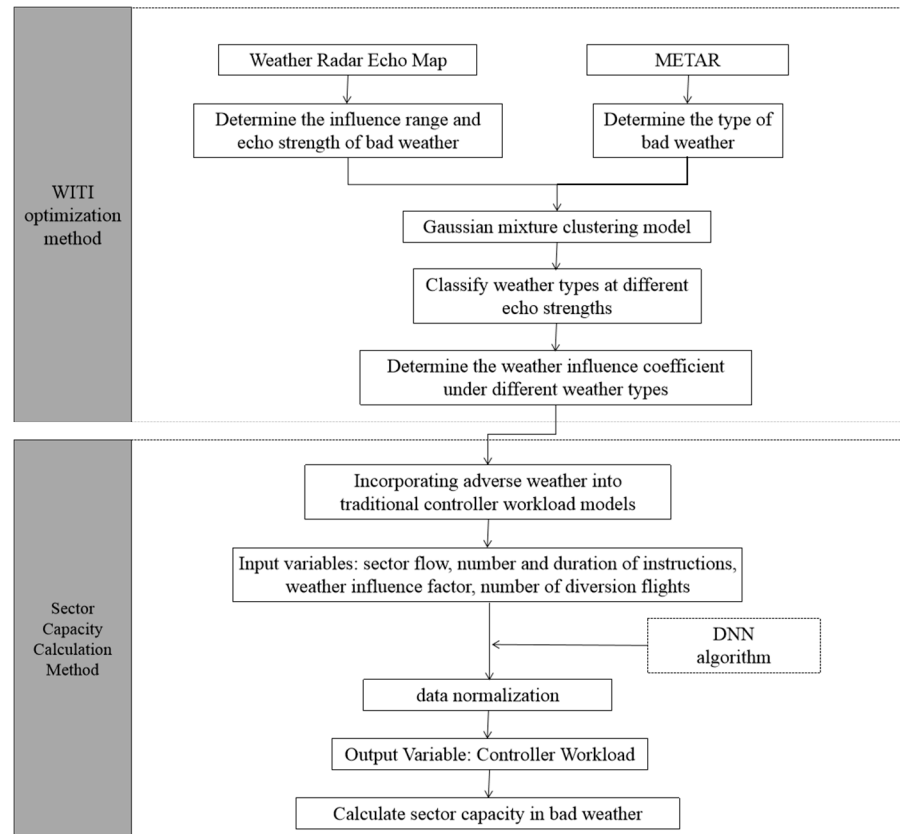 WITI
optimization
method
Weather Radar Echo Map
METAR
Determine the influence range and
echo strength of bad weather
Determine the type of
bad weather
Gaussian mixture clustering model
Classify weather types at different
echo strengths
Determine the weather influence coefficient
under different weather types
Sector
Capacity
Calculation
Method
Incorporating adverse weather into
traditional controller workload models
Input variables: sector flow, number and duration of instructions,
weather influence factor, number of diversion flights
DNN
algorithm
data normalization
Output Variable: Controller Workload
Calculate sector capacity in bad weather